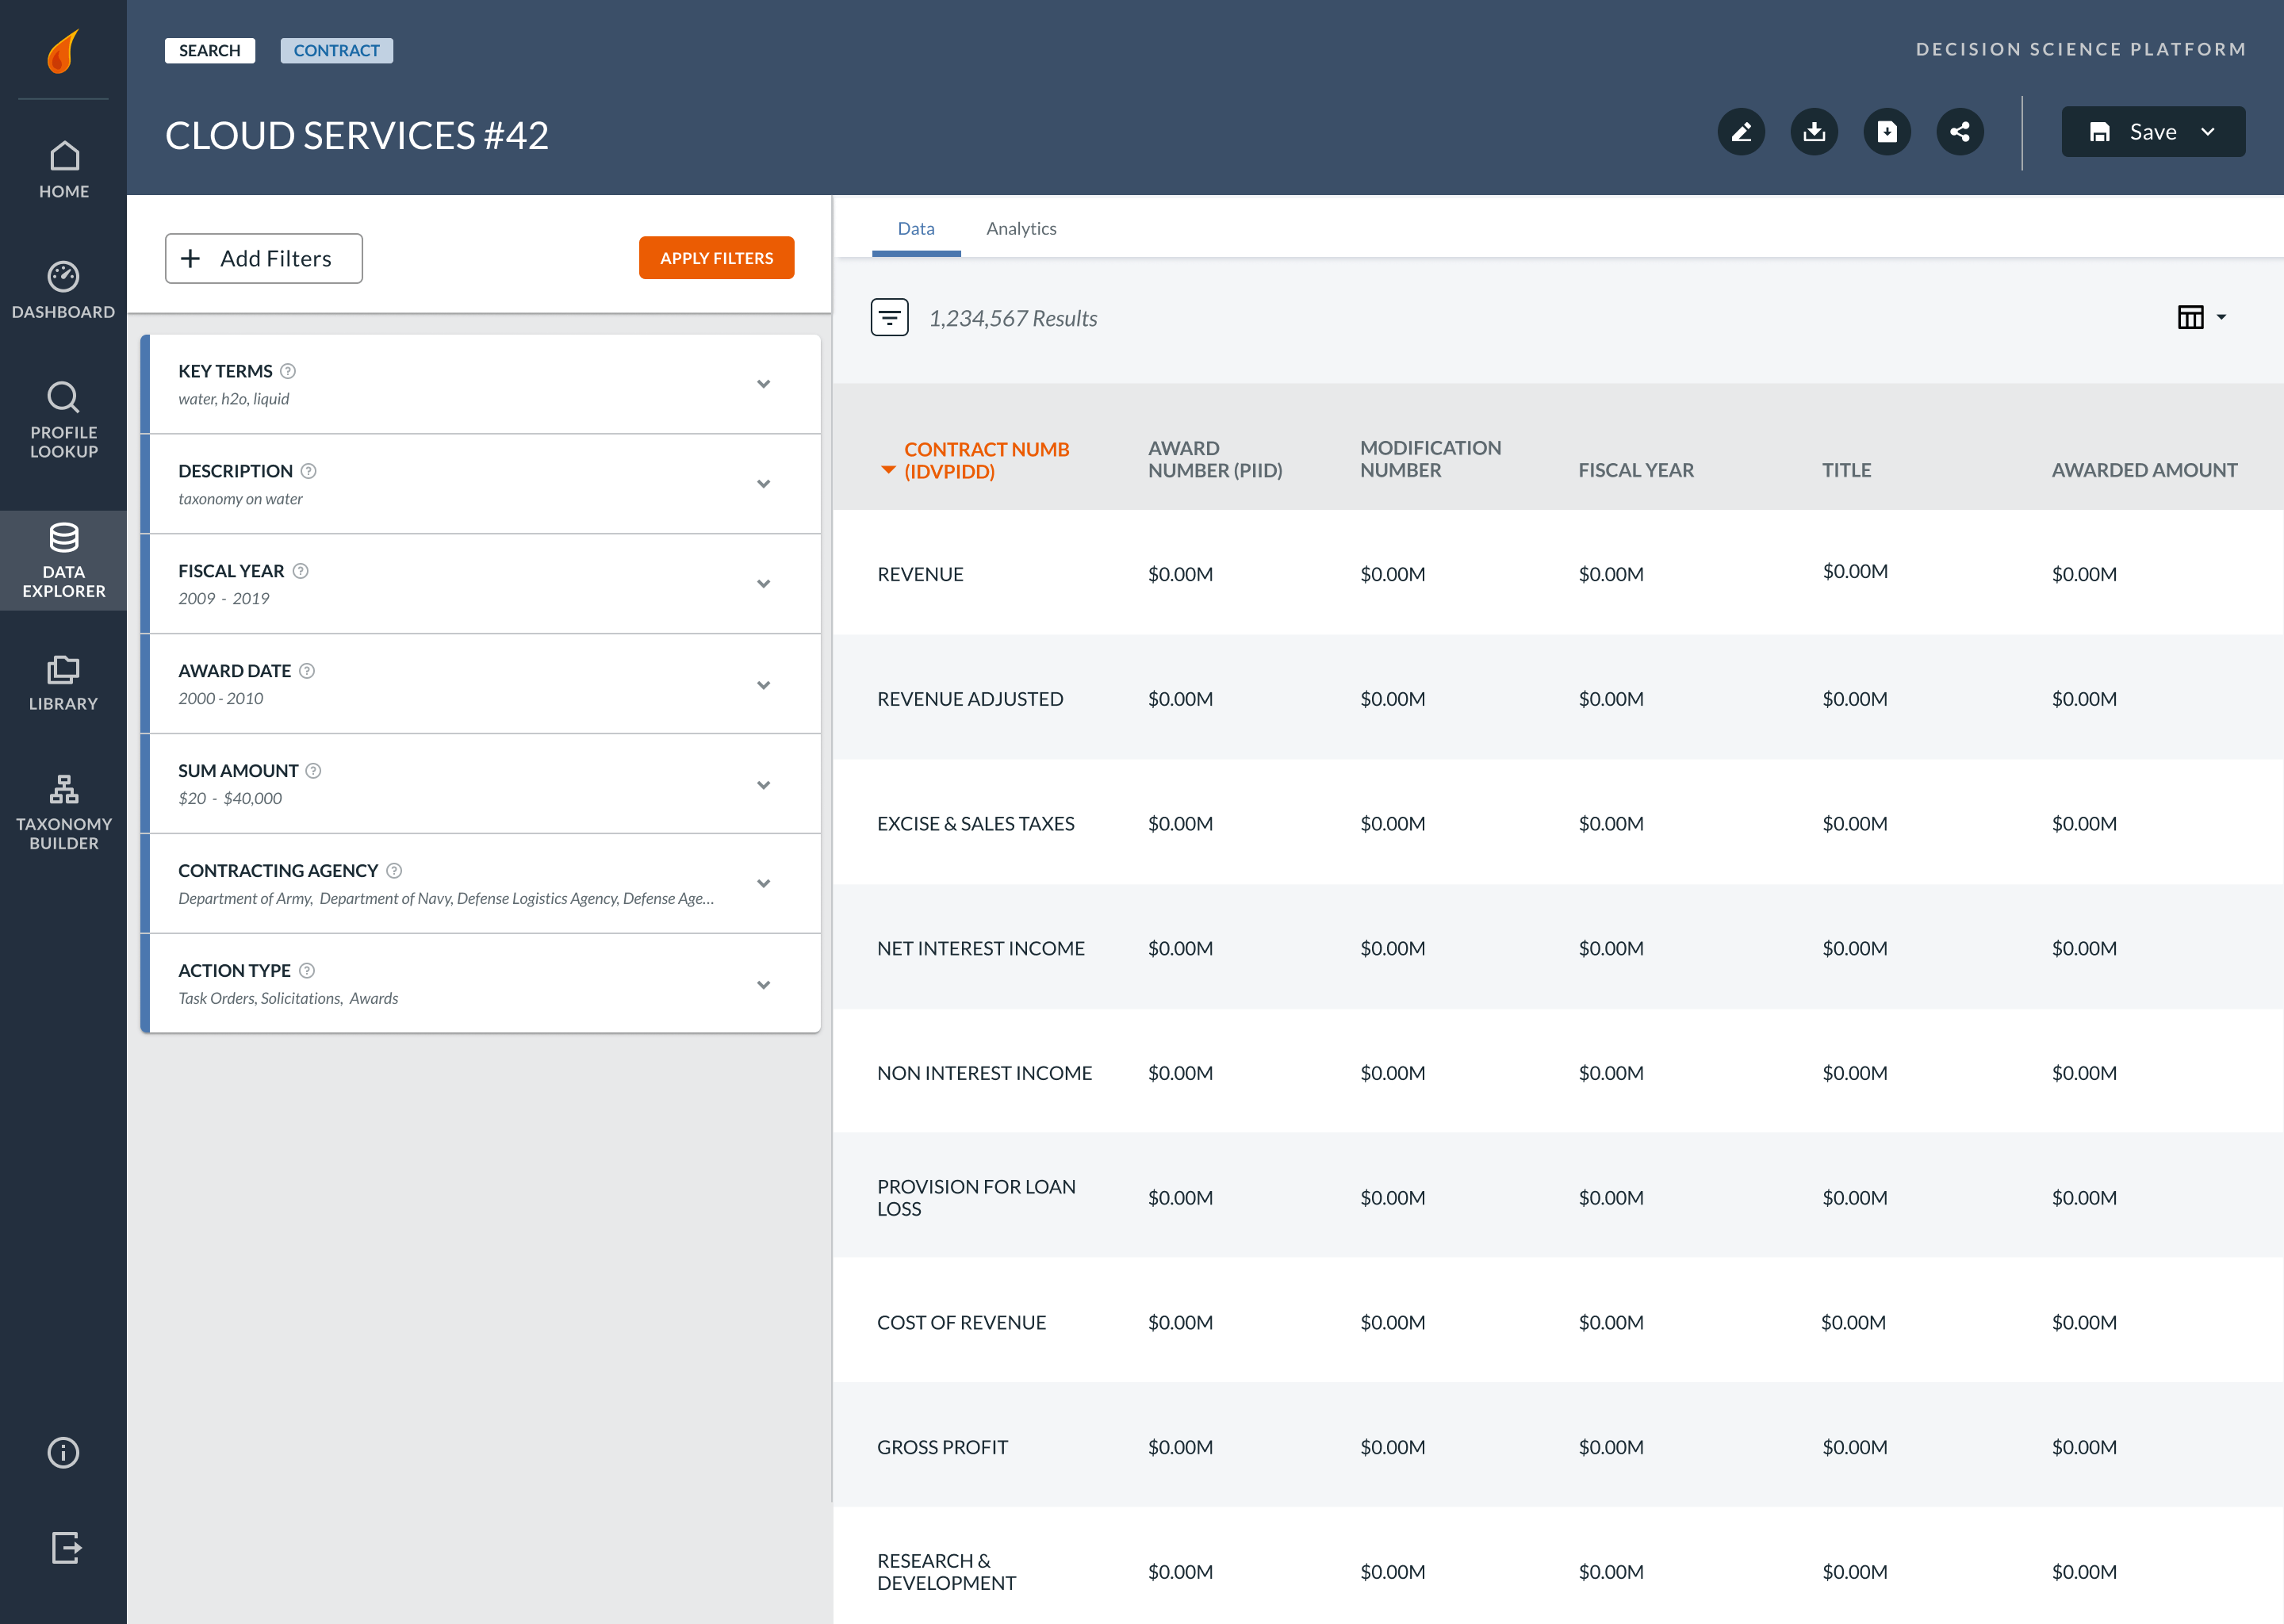 SEARCH
CONTRACT
DECISION SCIENCE PLATFORM
CLOUD SERVICES #42
Save
HOME
DASHBOARD
PROFILE
LOOKUP
DATA
EXPLORER
LIBRARY
TAXONOMY
BUILDER
Add Filters
APPLY FILTERS
KEY TERMS
water, h2o, liquid
DESCRIPTION
taxonomy on water
FISCAL YEAR
2009 - 2019
AWARD DATE
2000 - 2010
SUM AMOUNT
$20 - $40,000
CONTRACTING AGENCY
Department of Army, Department of Navy, Defense Logistics Agency, Defense Age...
ACTION TYPE
Task Orders, Solicitations, Awards
Data
Analytics
1,234,567 Results
CONTRACT NUMB
(IDVPIDD)
AWARD
NUMBER (PIID)
MODIFICATION
NUMBER
FISCAL YEAR
TITLE
AWARDED AMOUNT
REVENUE $0.00M $0.00M $0.00M $0.00M $0.00M
REVENUE ADJUSTED $0.00M $0.00M $0.00M $0.00M $0.00M
EXCISE & SALES TAXES $0.00M $0.00M $0.00M $0.00M $0.00M
NET INTEREST INCOME $0.00M $0.00M $0.00M $0.00M $0.00M
NON INTEREST INCOME $0.00M $0.00M $0.00M $0.00M $0.00M
PROVISION FOR LOAN
LOSS
$0.00M $0.00M $0.00M $0.00M $0.00M
COST OF REVENUE $0.00M $0.00M $0.00M $0.00M $0.00M
GROSS PROFIT $0.00M $0.00M $0.00M $0.00M $0.00M
RESEARCH &
DEVELOPMENT
$0.00M $0.00M $0.00M $0.00M $0.00M